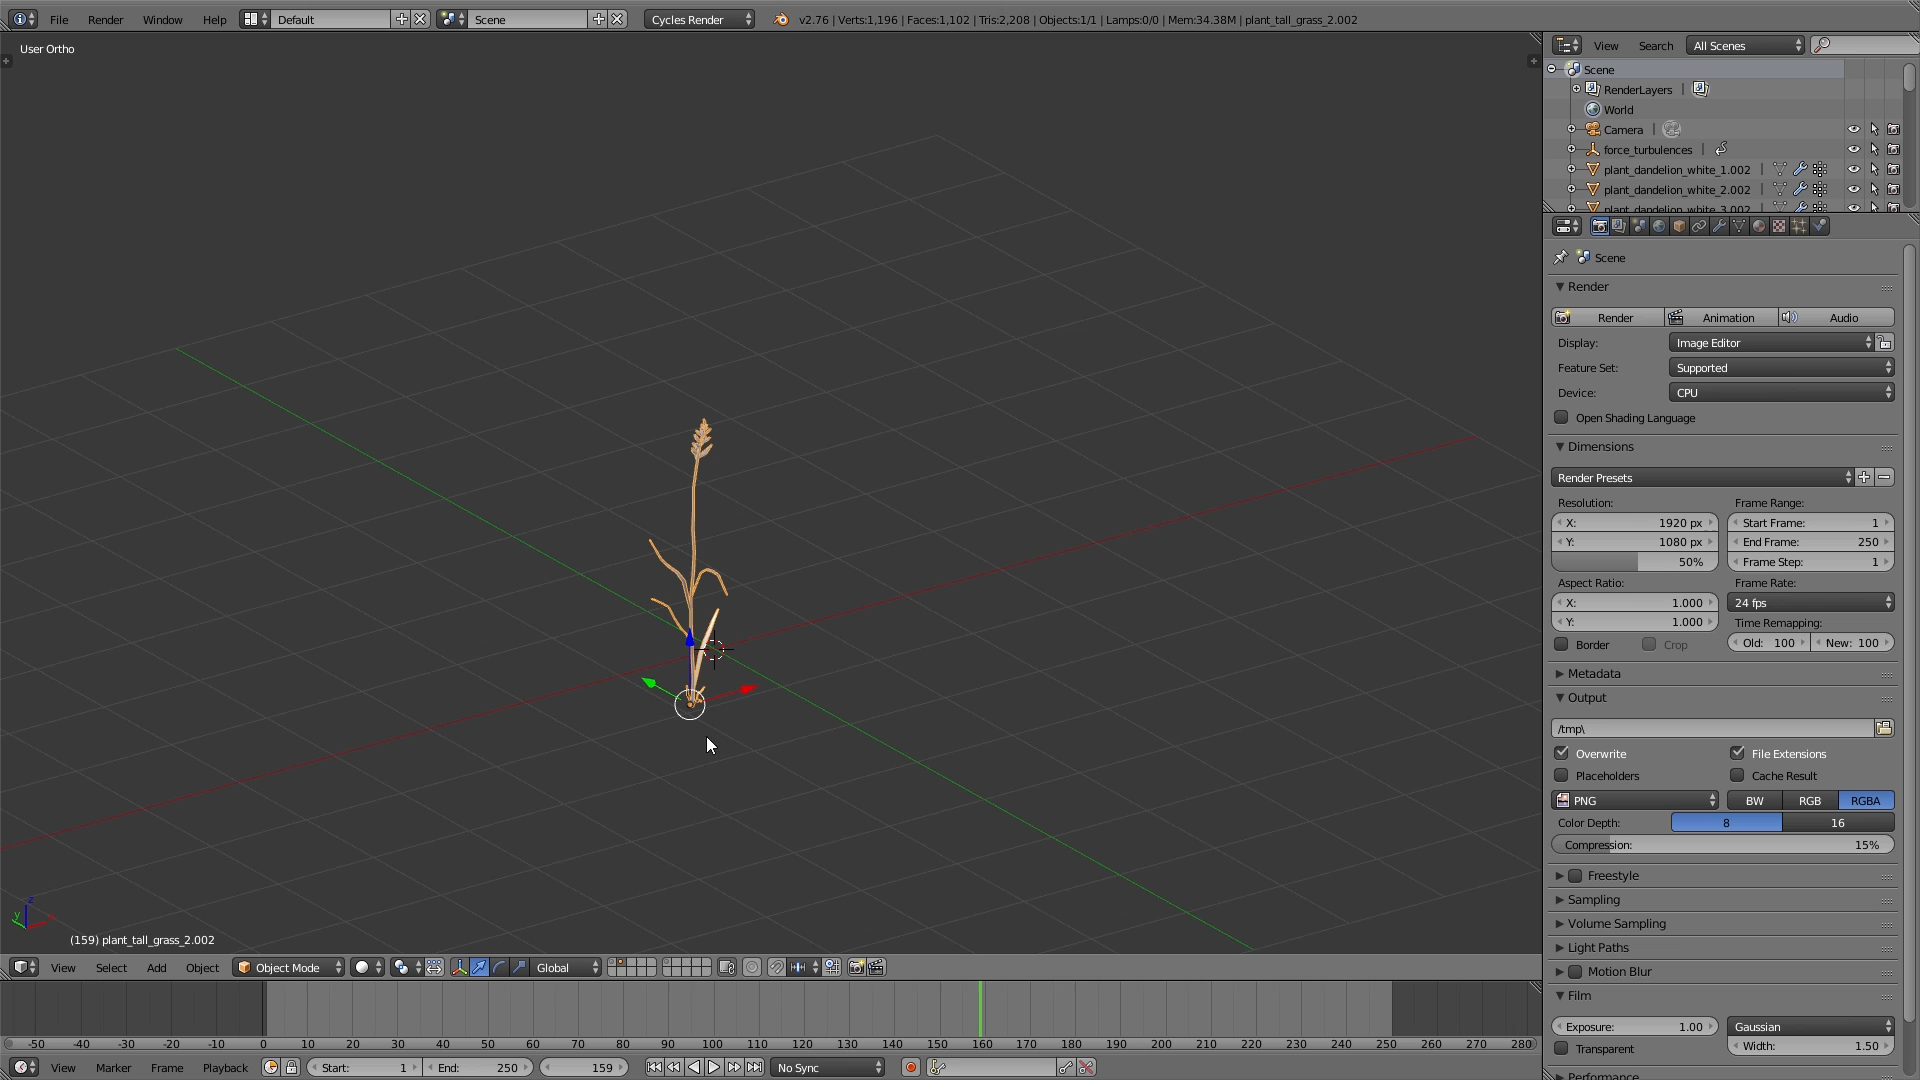 File Render Window Help Default Scene Cycles Render v2.76 | Verts:1,196 | Faces:1,102 | Tris:2,208 | Objects:1/1 | Lamps:0/0 | Mem:34.38M | plant_tall_grass_2.002
User Ortho
View Search All Scenes
Scene
RenderLayers
World
Camera
force_turbulences
plant_dandelion_white_1.002
plant_dandelion_white_2.002
plant_dandelion_white_3.002
Scene
Render
Render Animation Audio
Display: Image Editor
Feature Set: Supported
Device: CPU
Open Shading Language
Dimensions
Render Presets
Resolution: Frame Range:
X: 1920 px Start Frame: 1
Y: 1080 px End Frame: 250
50% Frame Step: 1
Aspect Ratio: Frame Rate:
X: 1.000 24 fps
Y: 1.000 Time Remapping:
Border Crop Old: 100 New: 100
Metadata
Output
/tmp\
Overwrite File Extensions
Placeholders Cache Result
PNG BW RGB RGBA
Color Depth: 8 16
Compression: 15%
Freestyle
Sampling
Volume Sampling
Light Paths
Motion Blur
Film
Exposure: 1.00 Gaussian
Transparent Width: 1.50
Performance
z
y
(159) plant_tall_grass_2.002
View Select Add Object Object Mode Global
-50 -40 -30 -20 -10 0 10 20 30 40 50 60 70 80 90 100 110 120 130 140 150 160 170 180 190 200 210 220 230 240 250 260 270 280
View Marker Frame Playback Start: 1 End: 250 159 No Sync